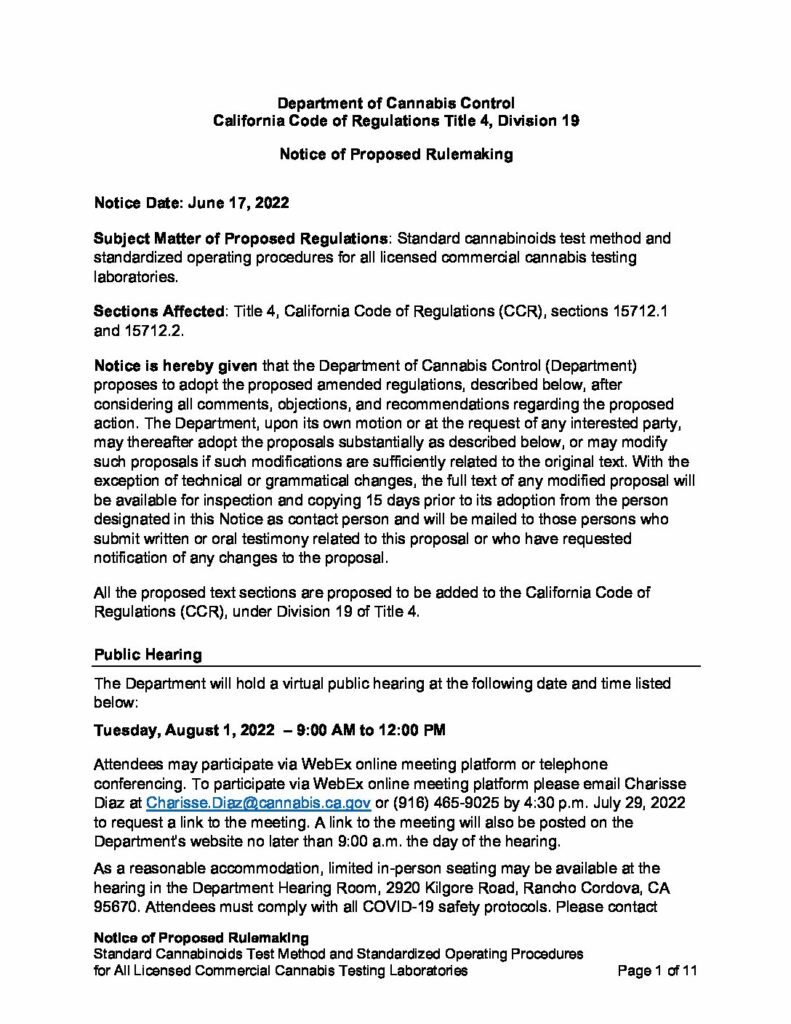 Department of Cannabis Control
California Code of Regulations Title 4, Division 19
Notice of Proposed Rulemaking
Notice Date: June 17, 2022
Subject Matter of Proposed Regulations: Standard cannabinoids test method and
standardized operating procedures for all licensed commercial cannabis testing
laboratories.
Sections Affected: Title 4, California Code of Regulations (CCR), sections 15712.1
and 15712.2.
Notice is hereby given that the Department of Cannabis Control (Department)
proposes to adopt the proposed amended regulations, described below, after
considering all comments, objections, and recommendations regarding the proposed
action. The Department, upon its own motion or at the request of any interested party,
may thereafter adopt the proposals substantially as described below, or may modify
such proposals if such modifications are sufficiently related to the original text. With the
exception of technical or grammatical changes, the full text of any modified proposal will
be available for inspection and copying 15 days prior to its adoption from the person
designated in this Notice as contact person and will be mailed to those persons who
submit written or oral testimony related to this proposal or who have requested
notification of any changes to the proposal.
All the proposed text sections are proposed to be added to the California Code of
Regulations (CCR), under Division 19 of Title 4.
Public Hearing
The Department will hold a virtual public hearing at the following date and time listed
below:
Tuesday, August 1, 2022 – 9:00 AM to 12:00 PM
Attendees may participate via WebEx online meeting platform or telephone
conferencing. To participate via WebEx online meeting platform please email Charisse
Diaz at Charisse.Diaz@cannabis.ca.gov or (916) 465-9025 by 4:30 p.m. July 29, 2022
to request a link to the meeting. A link to the meeting will also be posted on the
Department's website no later than 9:00 a.m. the day of the hearing.
As a reasonable accommodation, limited in-person seating may be available at the
hearing in the Department Hearing Room, 2920 Kilgore Road, Rancho Cordova, CA
95670. Attendees must comply with all COVID-19 safety protocols. Please contact
Notice of Proposed Rulemaking
Standard Cannabinoids Test Method and Standardized Operating Procedures
for All Licensed Commercial Cannabis Testing Laboratories Page 1 of 11